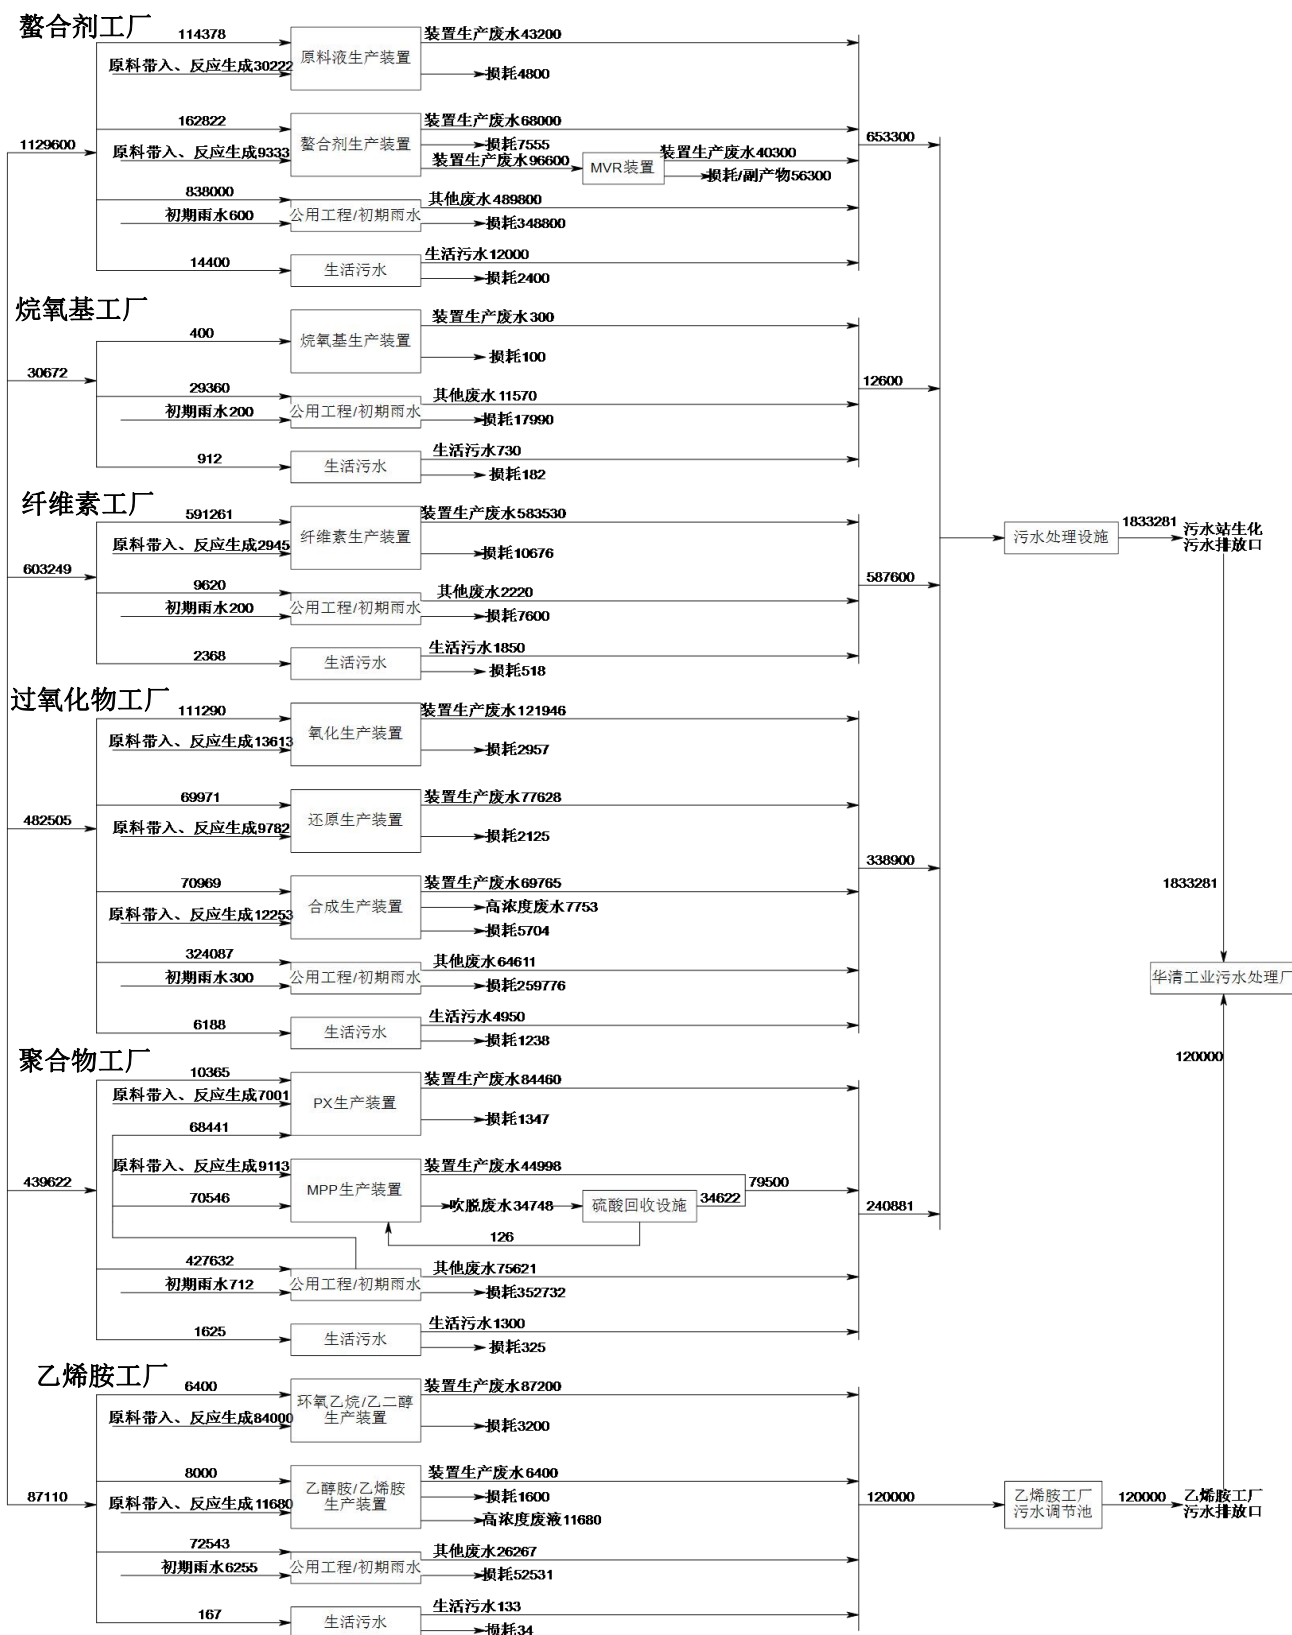 螯合剂工厂
114378
原料带入、反应生成30222
原料液生产装置
装置生产废水43200
损耗4800
1129600
162822
原料带入、反应生成9333
螯合剂生产装置
装置生产废水68000
损耗7555
装置生产废水96600
MVR装置
装置生产废水40300
损耗/副产物56300
653300
838000
初期雨水600
公用工程/初期雨水
其他废水489800
损耗348800
14400
生活污水
生活污水12000
损耗2400
烷氧基工厂
400
烷氧基生产装置
装置生产废水300
损耗100
30672
29360
初期雨水200
公用工程/初期雨水
其他废水11570
损耗17990
12600
912
生活污水
生活污水730
损耗182
纤维素工厂
591261
原料带入、反应生成2945
纤维素生产装置
装置生产废水583530
损耗10676
603249
9620
初期雨水200
公用工程/初期雨水
其他废水2220
损耗7600
587600
2368
生活污水
生活污水1850
损耗518
污水处理设施
1833281
污水站生化
污水排放口
过氧化物工厂
111290
原料带入、反应生成13613
氧化生产装置
装置生产废水121946
损耗2957
482505
69971
原料带入、反应生成9782
还原生产装置
装置生产废水77628
损耗2125
338900
70969
原料带入、反应生成12253
合成生产装置
装置生产废水69765
高浓度废水7753
损耗5704
1833281
324087
初期雨水300
公用工程/初期雨水
其他废水64611
损耗259776
华清工业污水处理厂
6188
生活污水
生活污水4950
损耗1238
120000
聚合物工厂
10365
原料带入、反应生成7001
68441
PX生产装置
装置生产废水84460
损耗1347
439622
原料带入、反应生成9113
70546
MPP生产装置
装置生产废水44998
吹脱废水34748
硫酸回收设施
34622
79500
126
240881
427632
初期雨水712
公用工程/初期雨水
其他废水75621
损耗352732
1625
生活污水
生活污水1300
损耗325
乙烯胺工厂
6400
原料带入、反应生成84000
环氧乙烷/乙二醇
生产装置
装置生产废水87200
损耗3200
87110
8000
原料带入、反应生成11680
乙醇胺/乙烯胺
生产装置
装置生产废水6400
损耗1600
高浓度废液11680
120000
乙烯胺工厂
污水调节池
120000
乙烯胺工厂
污水排放口
72543
初期雨水6255
公用工程/初期雨水
其他废水26267
损耗52531
167
生活污水
生活污水133
损耗34